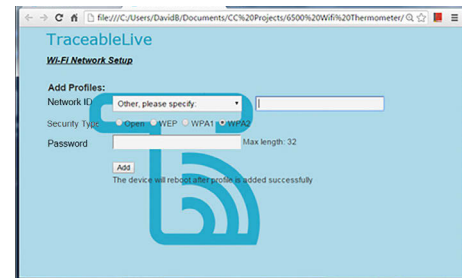 file:///C:/Users/DavidB/Documents/CC%20Projects/6500%20Wifi%20Thermometer/
TraceableLive
Wi-Fi Network Setup
Add Profiles:
Network ID Other, please specify:
Security Type Open WEP WPA1 WPA2
Password Max length: 32
Add
The device will reboot after profile is added successfully